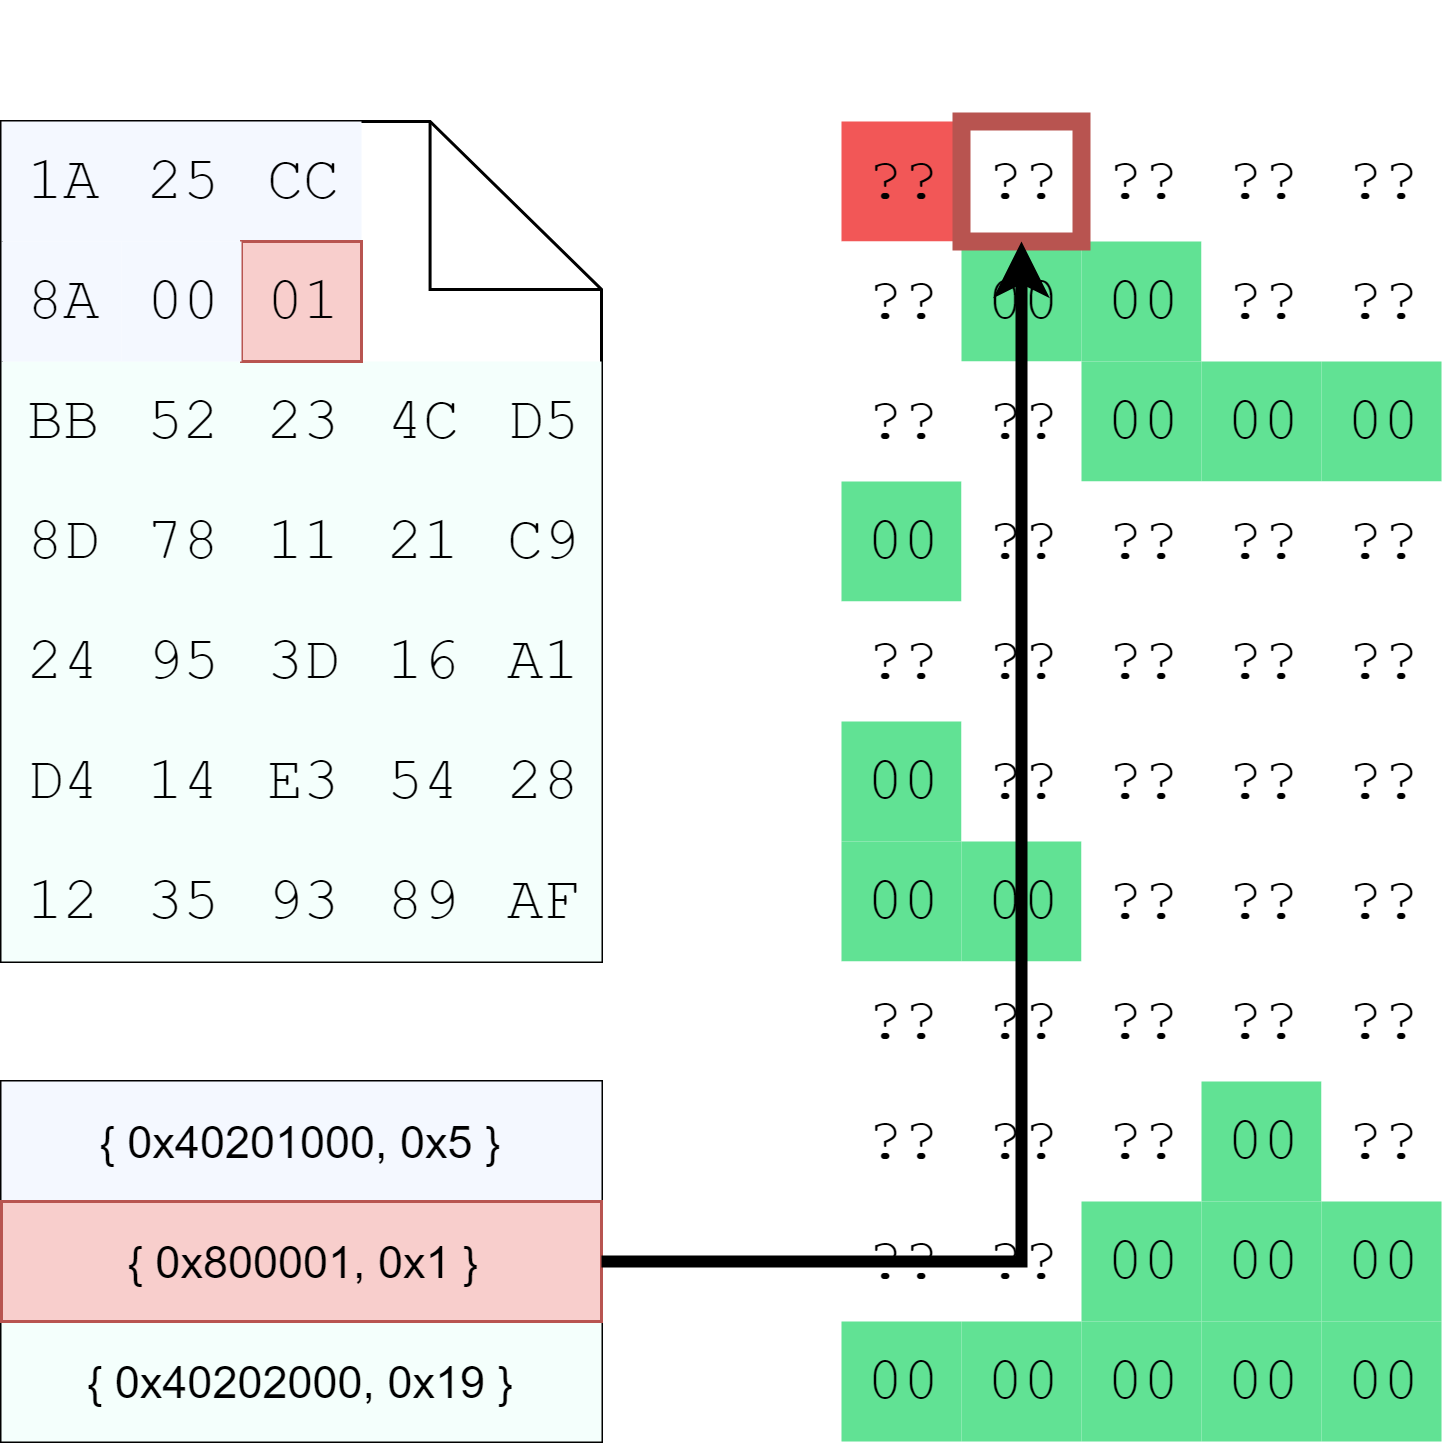 1A 25 CC
8A 00 01
BB 52 23 4C D5
8D 78 11 21 C9
24 95 3D 16 A1
D4 14 E3 54 28
12 35 93 89 AF
{ 0x40201000, 0x5 }
{ 0x800001, 0x1 }
{ 0x40202000, 0x19 }
?? ?? ?? ?? ??
?? 00 00 ?? ??
?? ?? 00 00 00
00 ?? ?? ?? ??
?? ?? ?? ?? ??
00 ?? ?? ?? ??
00 00 ?? ?? ??
?? ?? ?? ?? ??
?? ?? ?? 00 ??
?? ?? 00 00 00
00 00 00 00 00